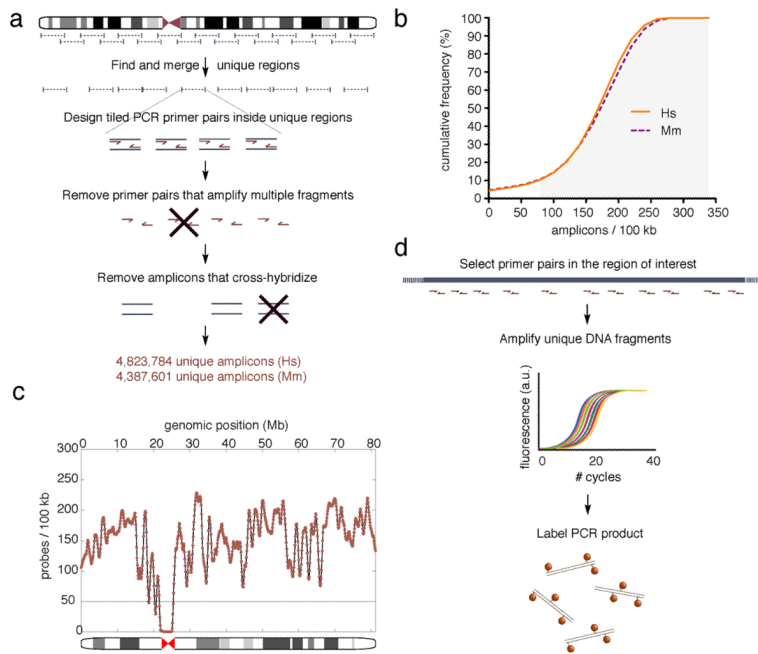 a
Find and merge unique regions
Design tiled PCR primer pairs inside unique regions
Remove primer pairs that amplify multiple fragments
Remove amplicons that cross-hybridize
4,823,784 unique amplicons (Hs)
4,387,601 unique amplicons (Mm)
b
cumulative frequency (%)
100
90
80
70
60
50
40
30
20
10
0
Hs
Mm
0 50 100 150 200 250 300 350
amplicons / 100 kb
c
genomic position (Mb)
0 10 20 30 40 50 60 70 80
probes / 100 kb
300
250
200
150
100
50
0
d
Select primer pairs in the region of interest
Amplify unique DNA fragments
fluorescence (a.u.)
0 20 40
# cycles
Label PCR product